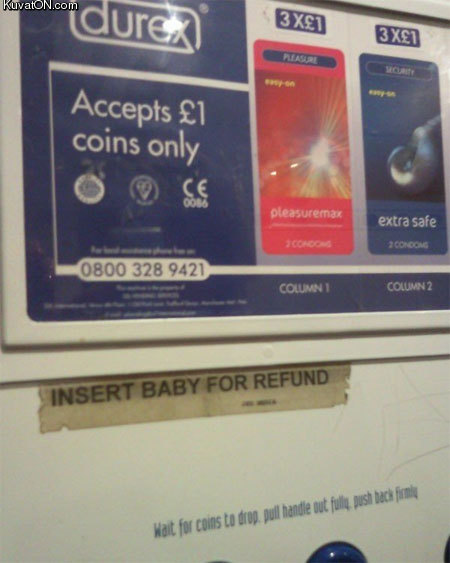 KuvatON.com
durex®
Accepts £1
coins only
CE
0086
0800 328 9421
3 X£1
PLEASURE
easy-on
pleasuremax
2 CONDOMS
COLUMN 1
3 X£1
SECURITY
easy-on
extra safe
2 CONDOMS
COLUMN 2
INSERT BABY FOR REFUND
Wait for coins to drop, pull handle out fully, push back firmly